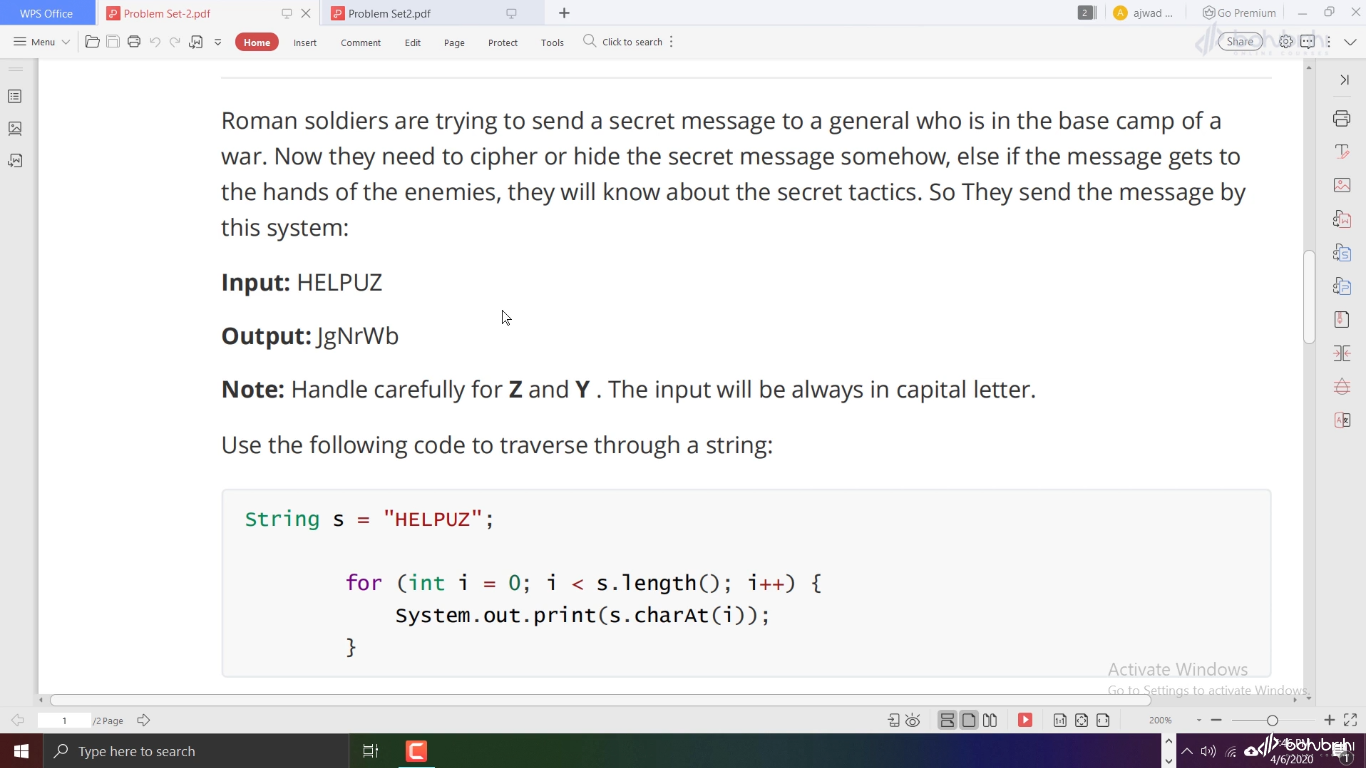 WPS Office
Problem Set-2.pdf
Problem Set2.pdf
2
ajwad ...
Go Premium
Menu
Home
Insert
Comment
Edit
Page
Protect
Tools
Click to search
Share
Roman soldiers are trying to send a secret message to a general who is in the base camp of a
war. Now they need to cipher or hide the secret message somehow, else if the message gets to
the hands of the enemies, they will know about the secret tactics. So They send the message by
this system:
Input: HELPUZ
Output: JgNrWb
Note: Handle carefully for Z and Y . The input will be always in capital letter.
Use the following code to traverse through a string:
String s = "HELPUZ";
for (int i = 0; i < s.length(); i++) {
System.out.print(s.charAt(i));
}
Activate Windows
Go to Settings to activate Windows.
1
/2 Page
200%
Type here to search
bohubrihi
4/6/2020